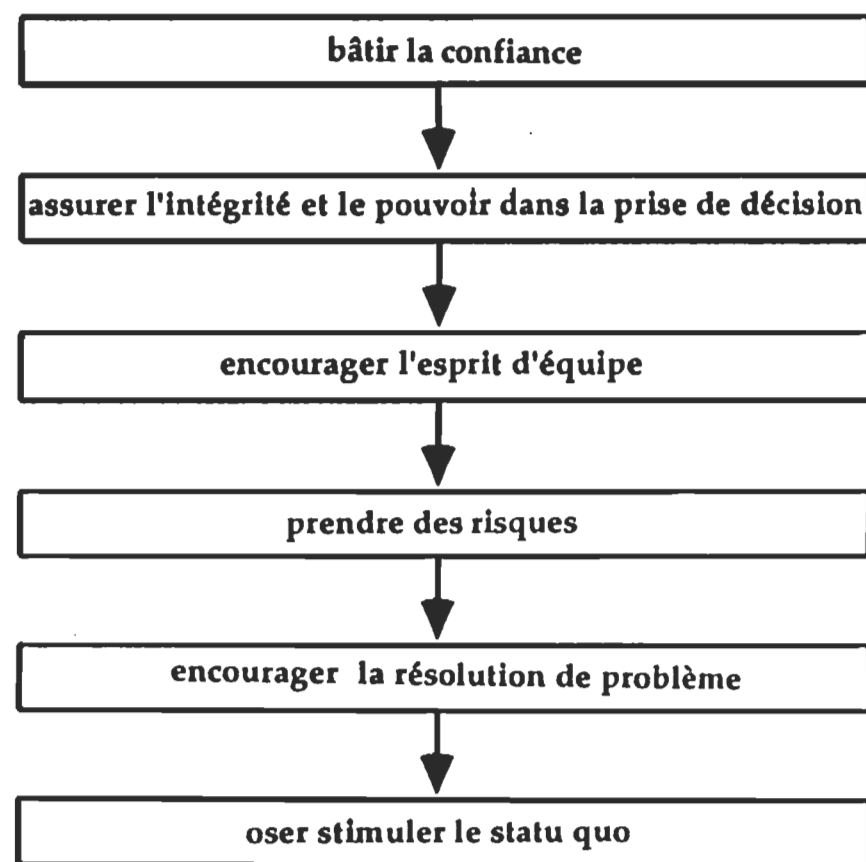 bâtir la confiance
assurer l'intégrité et le pouvoir dans la prise de décision
encourager l'esprit d'équipe
prendre des risques
encourager la résolution de problème
oser stimuler le statu quo